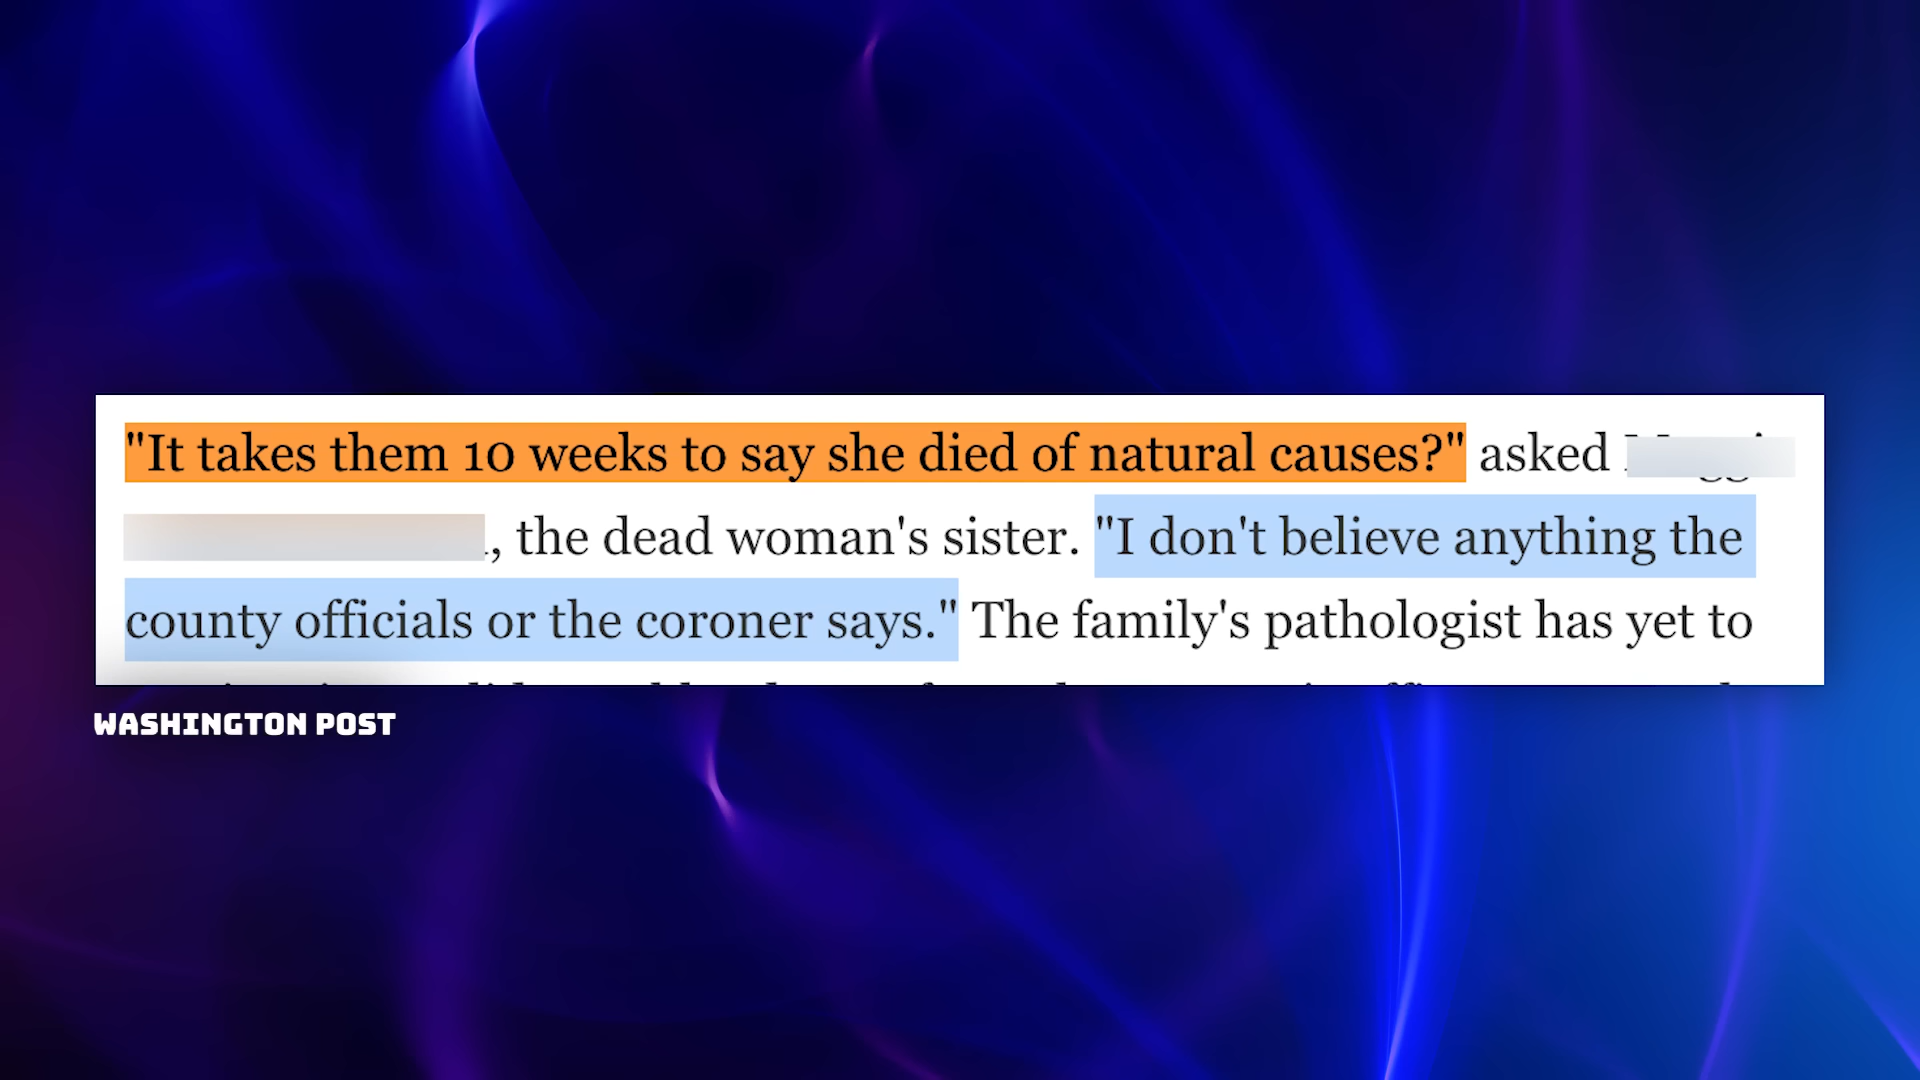 "It takes them 10 weeks to say she died of natural causes?" asked
, the dead woman's sister. "I don't believe anything the
county officials or the coroner says." The family's pathologist has yet to
WASHINGTON POST